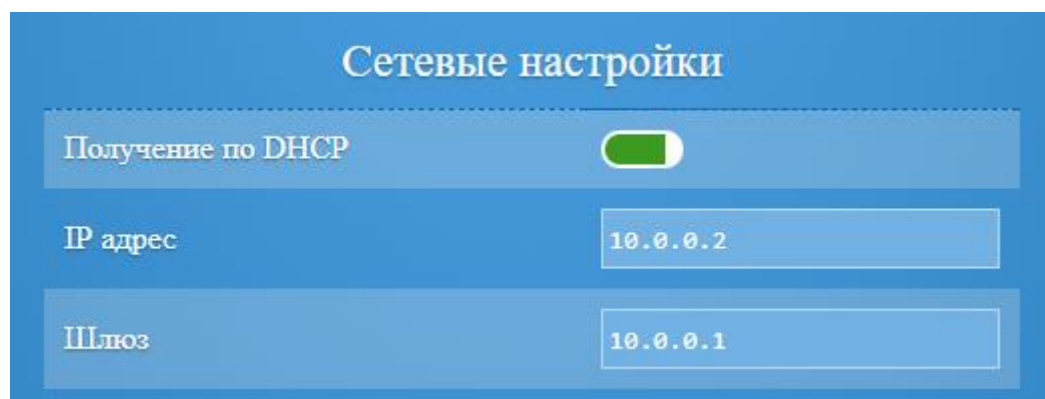 Сетевые настройки
Получение по DHCP
IP адрес
10.0.0.2
Шлюз
10.0.0.1